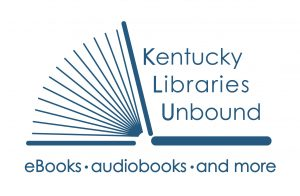 Kentucky
Libraries
Unbound
eBooks • audiobooks • and more